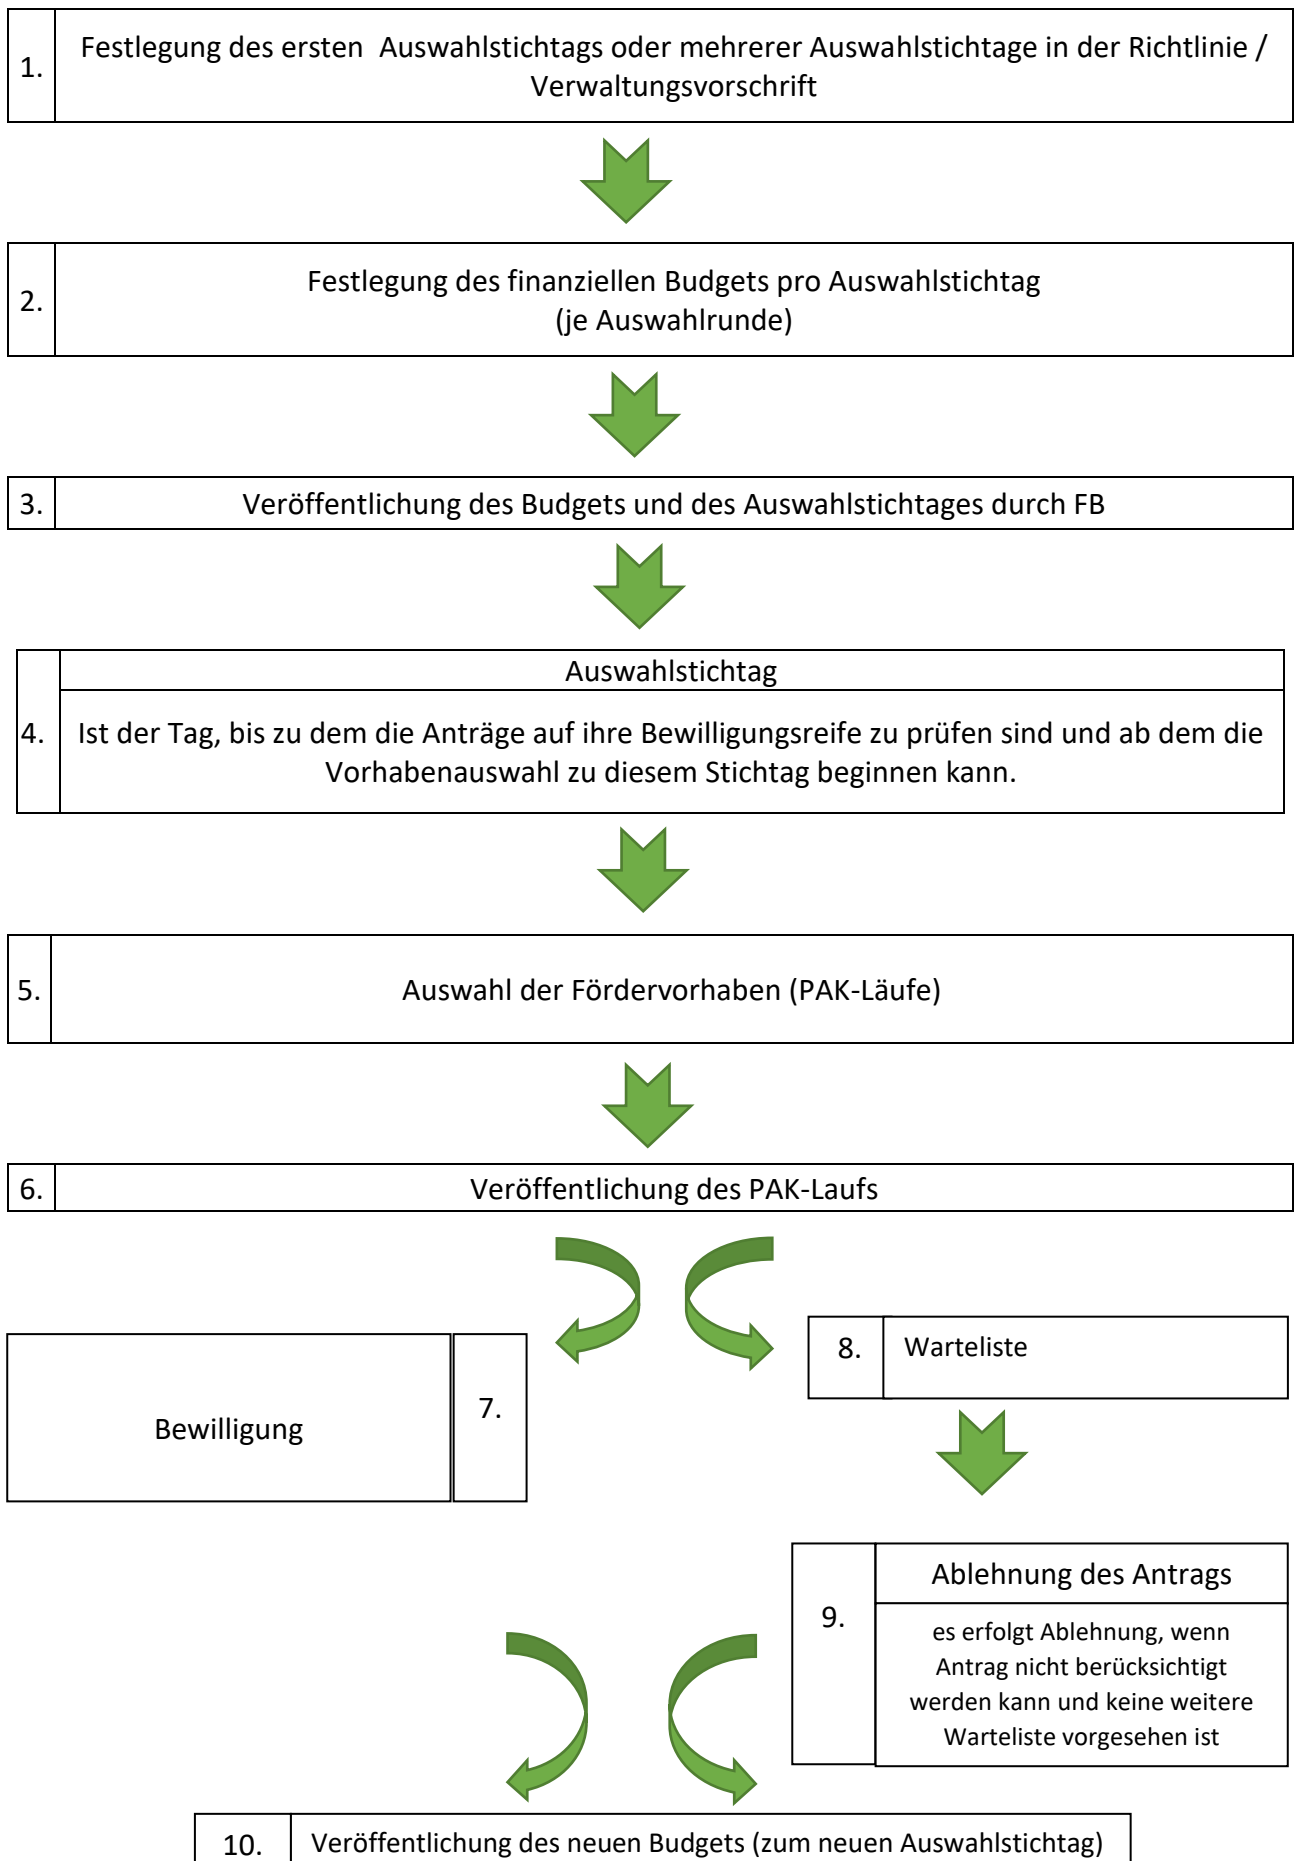 1.
Festlegung des ersten  Auswahlstichtags oder mehrerer Auswahlstichtage in der Richtlinie /
Verwaltungsvorschrift
2.
Festlegung des finanziellen Budgets pro Auswahlstichtag
(je Auswahlrunde)
3.
Veröffentlichung des Budgets und des Auswahlstichtages durch FB
4.
Auswahlstichtag
Ist der Tag, bis zu dem die Anträge auf ihre Bewilligungsreife zu prüfen sind und ab dem die
Vorhabenauswahl zu diesem Stichtag beginnen kann.
5.
Auswahl der Fördervorhaben (PAK-Läufe)
6.
Veröffentlichung des PAK-Laufs
Bewilligung
7.
8.
Warteliste
9.
Ablehnung des Antrags
es erfolgt Ablehnung, wenn
Antrag nicht berücksichtigt
werden kann und keine weitere
Warteliste vorgesehen ist
10.
Veröffentlichung des neuen Budgets (zum neuen Auswahlstichtag)